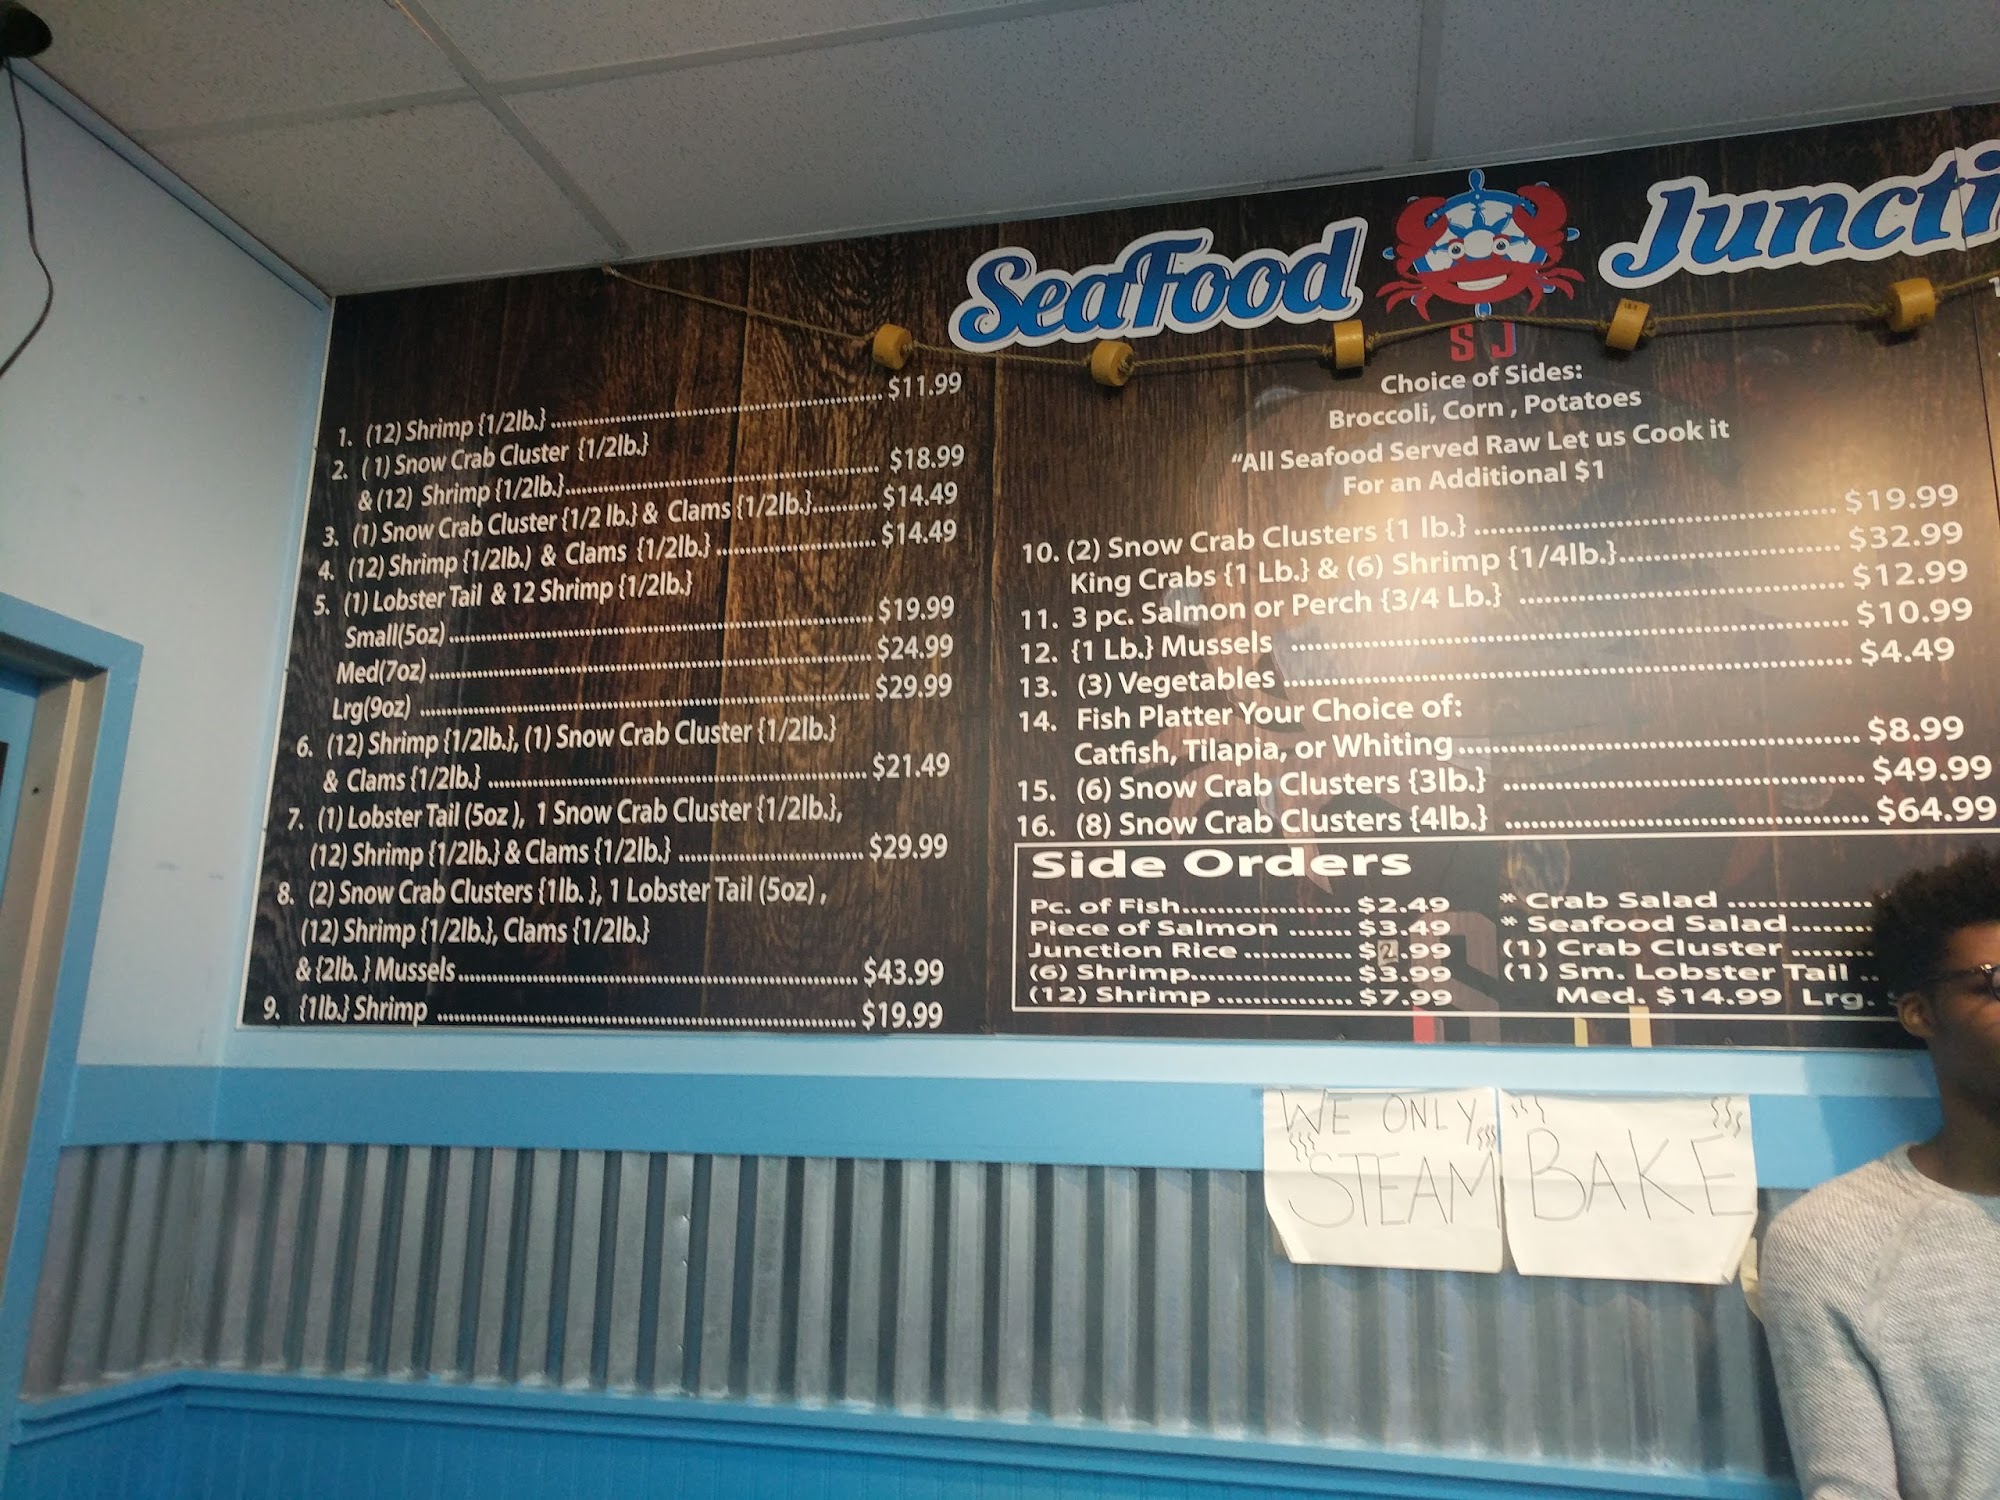 SeaFood Juncti
S J
1. (12) Shrimp {1/2lb.} $11.99
2. (1) Snow Crab Cluster {1/2lb.}
& (12) Shrimp {1/2lb.} $18.99
3. (1) Snow Crab Cluster {1/2 lb.} & Clams {1/2lb.} $14.49
4. (12) Shrimp {1/2lb.) & Clams {1/2lb.} $14.49
5. (1) Lobster Tail & 12 Shrimp {1/2lb.}
Small(5oz) $19.99
Med(7oz) $24.99
Lrg(9oz) $29.99
6. (12) Shrimp {1/2lb.}, (1) Snow Crab Cluster {1/2lb.}
& Clams {1/2lb.} $21.49
7. (1) Lobster Tail (5oz ), 1 Snow Crab Cluster {1/2lb.},
(12) Shrimp {1/2lb.} & Clams {1/2lb.} $29.99
8. (2) Snow Crab Clusters {1lb. }, 1 Lobster Tail (5oz) ,
(12) Shrimp {1/2lb.}, Clams {1/2lb.}
& {2lb. } Mussels $43.99
9. {1lb.} Shrimp $19.99
Choice of Sides:
Broccoli, Corn , Potatoes
"All Seafood Served Raw Let us Cook it
For an Additional $1
10. (2) Snow Crab Clusters {1 lb.} $19.99
King Crabs {1 Lb.} & (6) Shrimp {1/4lb.} $32.99
11. 3 pc. Salmon or Perch {3/4 Lb.} $12.99
12. {1 Lb.} Mussels $10.99
13. (3) Vegetables $4.49
14. Fish Platter Your Choice of:
Catfish, Tilapia, or Whiting $8.99
15. (6) Snow Crab Clusters {3lb.} $49.99
16. (8) Snow Crab Clusters {4lb.} $64.99
Side Orders
Pc. of Fish $2.49
Piece of Salmon $3.49
Junction Rice $2.99
(6) Shrimp $3.99
(12) Shrimp $7.99
* Crab Salad
* Seafood Salad
(1) Crab Cluster
(1) Sm. Lobster Tail
Med. $14.99 Lrg.
WE ONLY
STEAM
BAKE